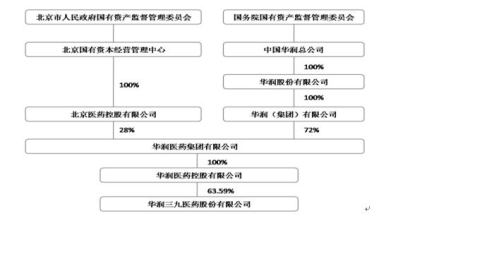 北京市人民政府国有资产监督管理委员会
国务院国有资产监督管理委员会
北京国有资本经营管理中心
中国华润总公司
100%
华润股份有限公司
100%
100%
北京医药控股有限公司
华润（集团）有限公司
28%
72%
华润医药集团有限公司
100%
华润医药控股有限公司
63.59%
华润三九医药股份有限公司